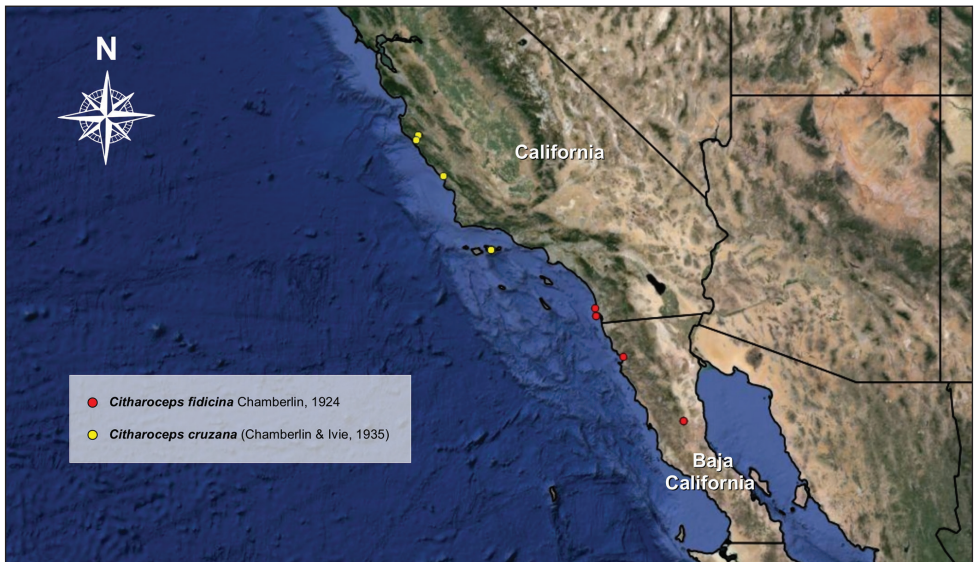 N
California
Citharoceps fidicina Chamberlin, 1924
Citharoceps cruzana (Chamberlin & Ivie, 1935)
Baja
California